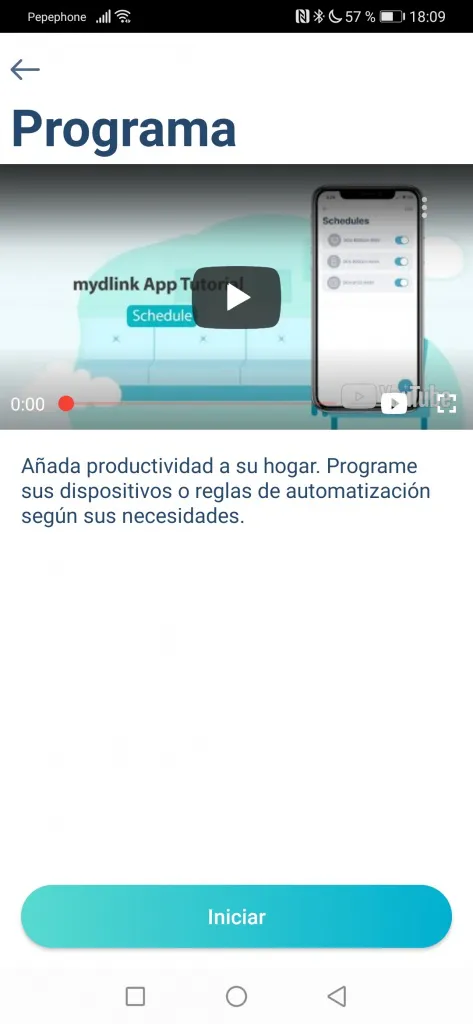 Pepephone 57 % 18:09
Programa
Schedules
mydlink App Tutorial
Schedule
0:00
YouTube
Añada productividad a su hogar. Programe
sus dispositivos o reglas de automatización
según sus necesidades.
Iniciar